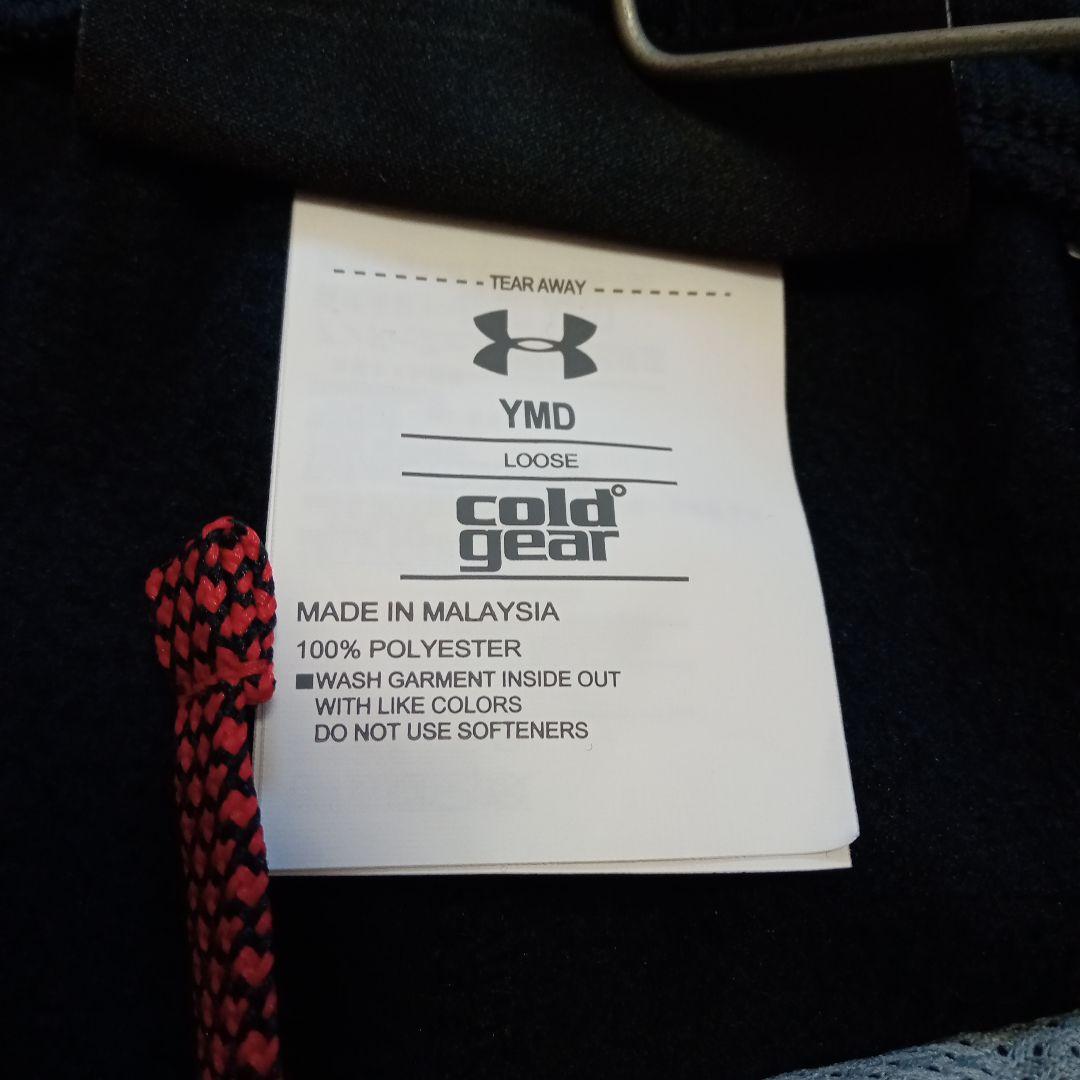 TEAR AWAY
YMD
LOOSE
cold°
gear
MADE IN MALAYSIA
100% POLYESTER
■WASH GARMENT INSIDE OUT
WITH LIKE COLORS
DO NOT USE SOFTENERS